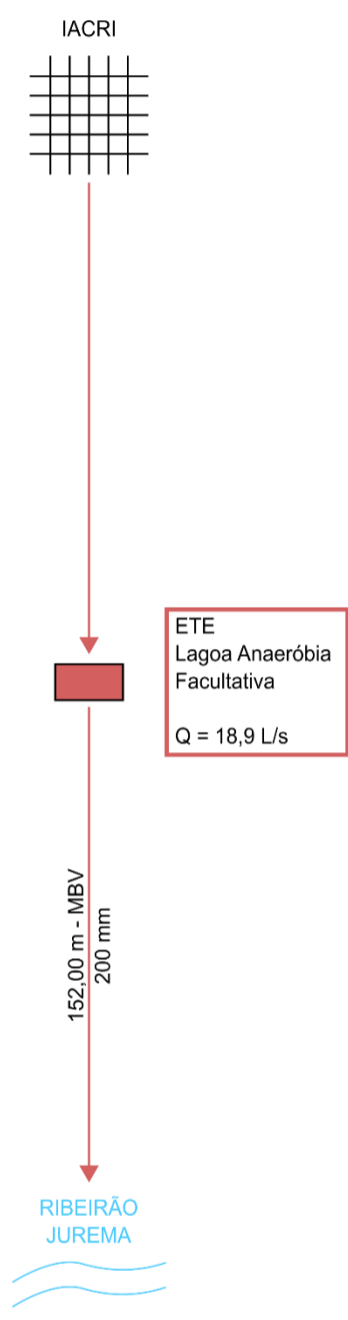 IACRI
ETE
Lagoa Anaeróbia
Facultativa
Q = 18,9 L/s
152,00 m - MBV
200 mm
RIBEIRÃO
JUREMA